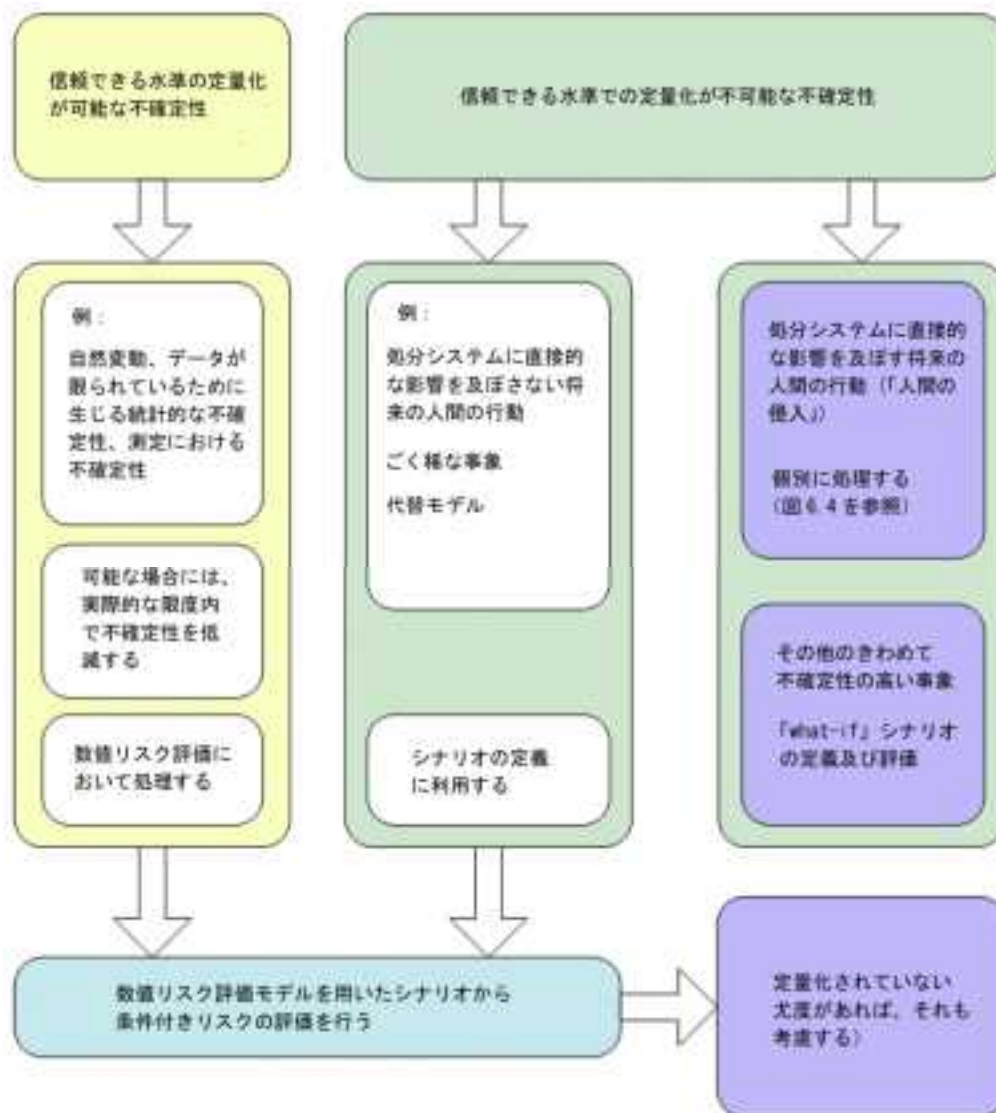 信頼できる水準の定量化
が可能な不確定性
信頼できる水準での定量化が不可能な不確定性
例：
自然変動、データが
限られているために
生じる統計的な不確
定性、測定における
不確定性
可能な場合には、
実際的な限度内
で不確定性を低
減する
数値リスク評価に
おいて処理する
例：
処分システムに直接的
な影響を及ぼさない将
来の人間の行動
ごく稀な事象
代替モデル
シナリオの定義
に利用する
処分システムに直接的
な影響を及ぼす将来の
人間の行動（「人間の
侵入」）
個別に処理する
（図 6.4 を参照）
その他のきわめて
不確定性の高い事象
「what-if」シナリオ
の定義及び評価
数値リスク評価モデルを用いたシナリオから
条件付きリスクの評価を行う
定量化されていない
尤度があれば、それも
考慮する）